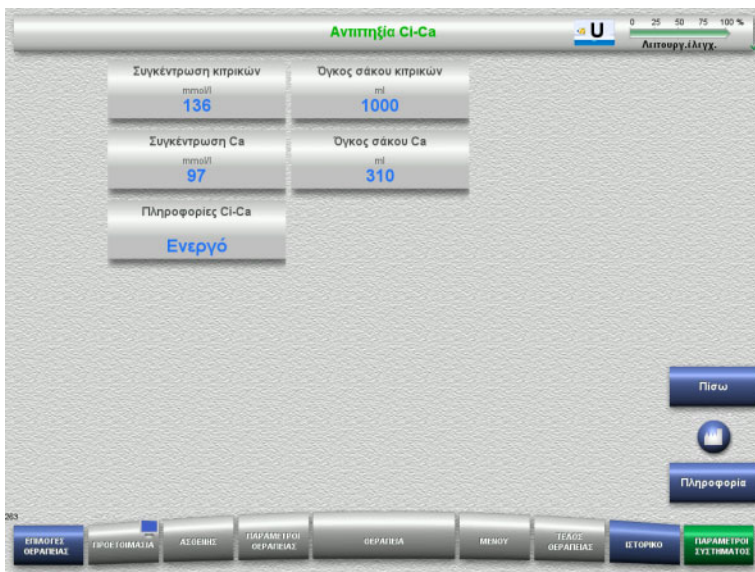 Αντιπηξία Ci-Ca
U
0 25 50 75 100 %
Λειτουργ.έλεγχ.
Συγκέντρωση κιτρικών
mmol/l
136
Όγκος σάκου κιτρικών
ml
1000
Συγκέντρωση Ca
mmol/l
97
Όγκος σάκου Ca
ml
310
Πληροφορίες Ci-Ca
Ενεργό
Πίσω
Πληροφορία
263
ΕΠΙΛΟΓΕΣ
ΘΕΡΑΠΕΙΑΣ
ΠΡΟΕΤΟΙΜΑΣΙΑ
ΑΣΘΕΝΗΣ
ΠΑΡΑΜΕΤΡΟΙ
ΘΕΡΑΠΕΙΑΣ
ΘΕΡΑΠΕΙΑ
ΜΕΝΟΥ
ΤΕΛΟΣ
ΘΕΡΑΠΕΙΑΣ
ΙΣΤΟΡΙΚΟ
ΠΑΡΑΜΕΤΡΟΙ
ΣΥΣΤΗΜΑΤΟΣ